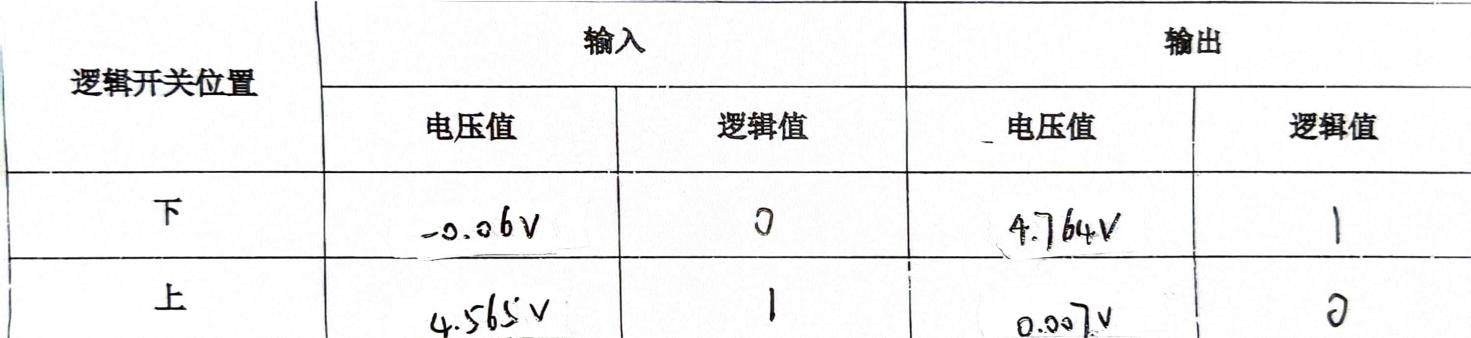 输入 输出
逻辑开关位置
电压值 逻辑值 电压值 逻辑值
下 -0.06V 0 4.764V 1
上 4.565V 1 0.007V 0